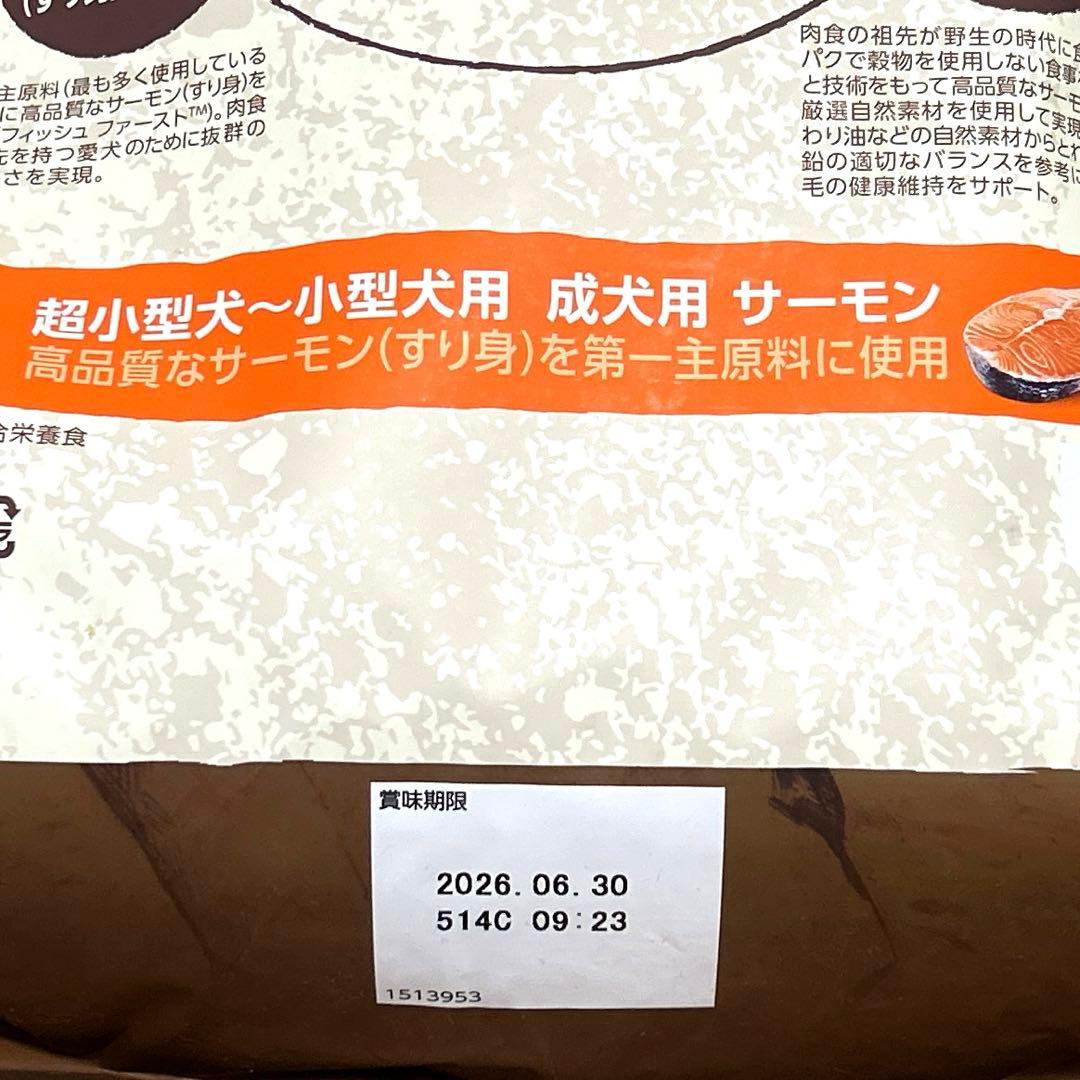 主原料(最も多く使用している
に高品質なサーモン(すり身)を
フィッシュ ファースト™)。肉食
を持つ愛犬のために抜群の
さを実現。
肉食の祖先が野生の時代に
パクで穀物を使用しない食事
と技術をもって高品質なサーモ
厳選自然素材を使用して実現
わり油などの自然素材からとれ
鉛の適切なバランスを参考に
毛の健康維持をサポート。
超小型犬〜小型犬用 成犬用 サーモン
高品質なサーモン(すり身)を第一主原料に使用
栄養食
賞味期限
2026. 06. 30
514C 09:23
1513953